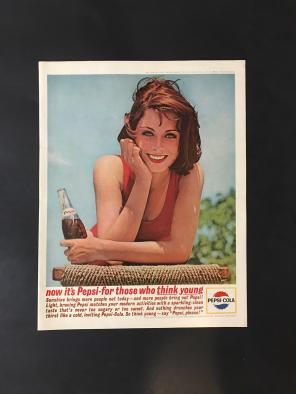 now it's Pepsi-for those who think young
Sunshine brings more people out today—and more people bring out Pepsi!
Light, bracing Pepsi matches your modern activities with a sparkling-clean
taste that's never too sugary or too sweet. And nothing drenches your
thirst like a cold, inviting Pepsi-Cola. So think young—say "Pepsi, please!"
PEPSI-COLA